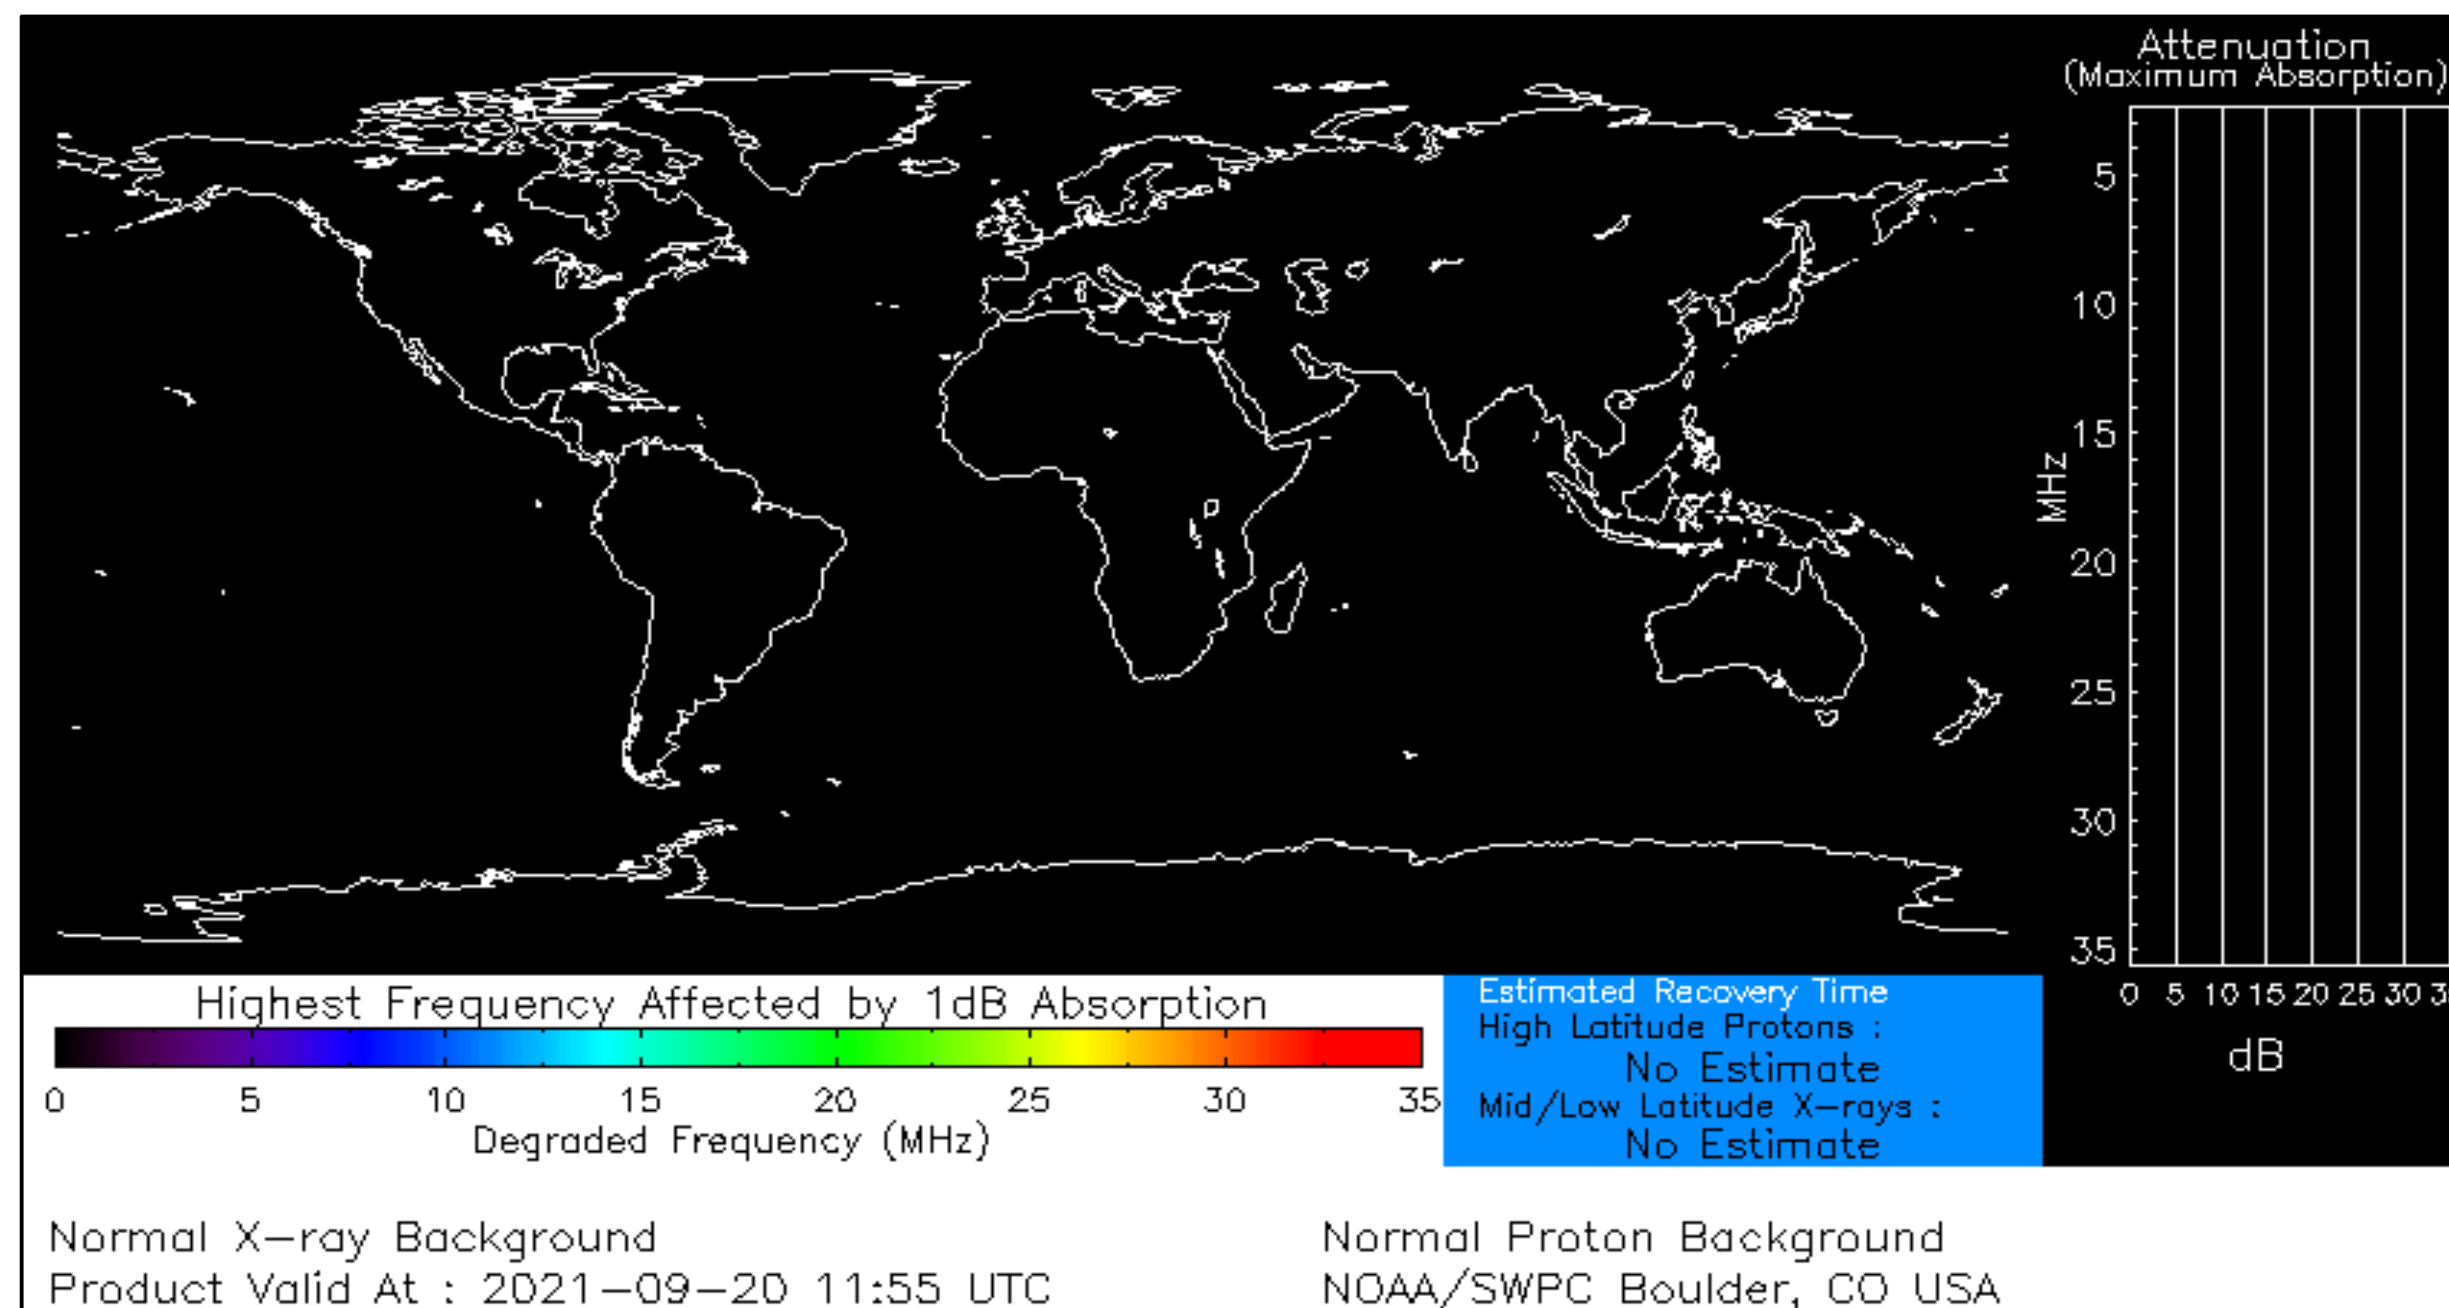 Attenuation
(Maximum Absorption)
5
10
15
20
25
30
35
MHz
0 5 10 15 20 25 30
dB
Highest Frequency Affected by 1dB Absorption
0 5 10 15 20 25 30 35
Degraded Frequency (MHz)
Estimated Recovery Time
High Latitude Protons :
No Estimate
Mid/Low Latitude X-rays :
No Estimate
Normal X-ray Background
Product Valid At : 2021-09-20 11:55 UTC
Normal Proton Background
NOAA/SWPC Boulder, CO USA